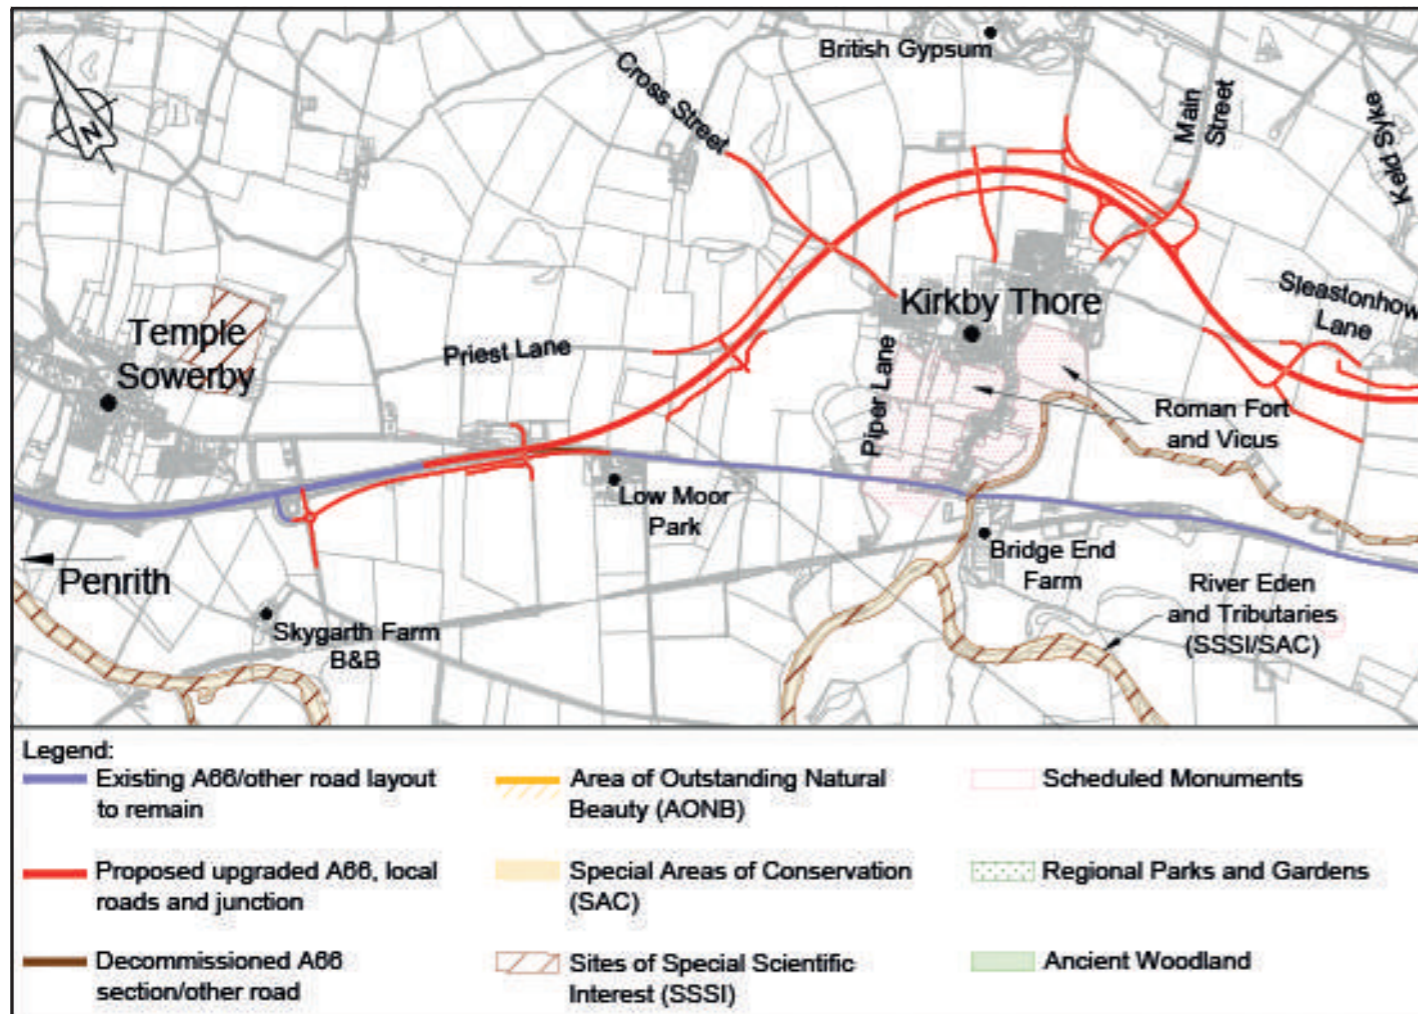 British Gypsum
Cross Street
Main
Street
Keld Syke
N
Sleastonhow
Lane
Kirkby Thore
Temple
Sowerby
Priest Lane
Piper Lane
Roman Fort
and Vicus
Low Moor
Park
Bridge End
Farm
Penrith
River Eden
and Tributaries
(SSSI/SAC)
Skygarth Farm
B&B
Legend:
Existing A66/other road layout
to remain
Proposed upgraded A66, local
roads and junction
Decommissioned A66
section/other road
Area of Outstanding Natural
Beauty (AONB)
Special Areas of Conservation
(SAC)
Sites of Special Scientific
Interest (SSSI)
Scheduled Monuments
Regional Parks and Gardens
Ancient Woodland